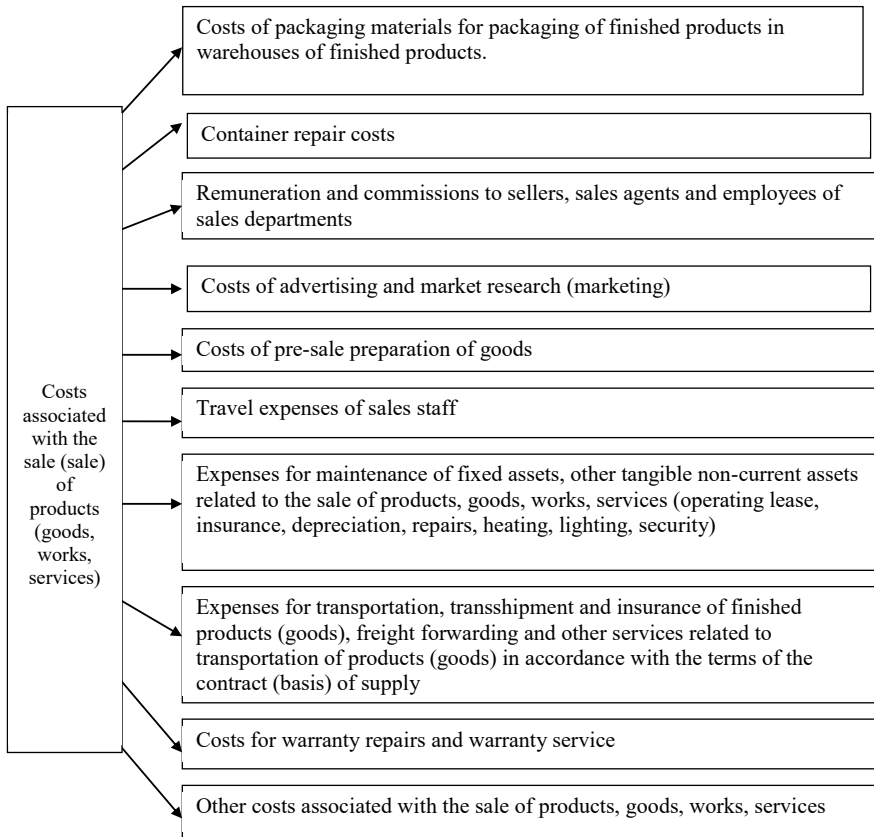 Costs of packaging materials for packaging of finished products in
warehouses of finished products.
Container repair costs
Remuneration and commissions to sellers, sales agents and employees of
sales departments
Costs of advertising and market research (marketing)
Costs of pre-sale preparation of goods
Costs
associated
with the
sale (sale)
of
products
(goods,
works,
services)
Travel expenses of sales staff
Expenses for maintenance of fixed assets, other tangible non-current assets
related to the sale of products, goods, works, services (operating lease,
insurance, depreciation, repairs, heating, lighting, security)
Expenses for transportation, transshipment and insurance of finished
products (goods), freight forwarding and other services related to
transportation of products (goods) in accordance with the terms of the
contract (basis) of supply
Costs for warranty repairs and warranty service
Other costs associated with the sale of products, goods, works, services